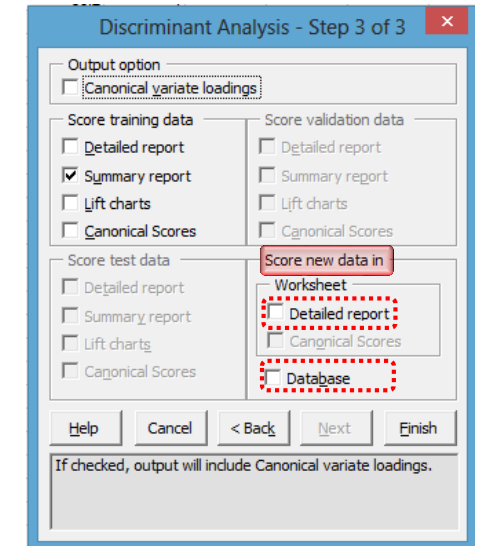 Discriminant Analysis - Step 3 of 3
Output option
Canonical variate loadings
Score training data
Detailed report
Summary report
Lift charts
Canonical Scores
Score validation data
Detailed report
Summary report
Lift charts
Canonical Scores
Score test data
Detailed report
Summary report
Lift charts
Canonical Scores
Score new data in
Worksheet
Detailed report
Canonical Scores
Database
Help
Cancel
< Back
Next
Finish
If checked, output will include Canonical variate loadings.